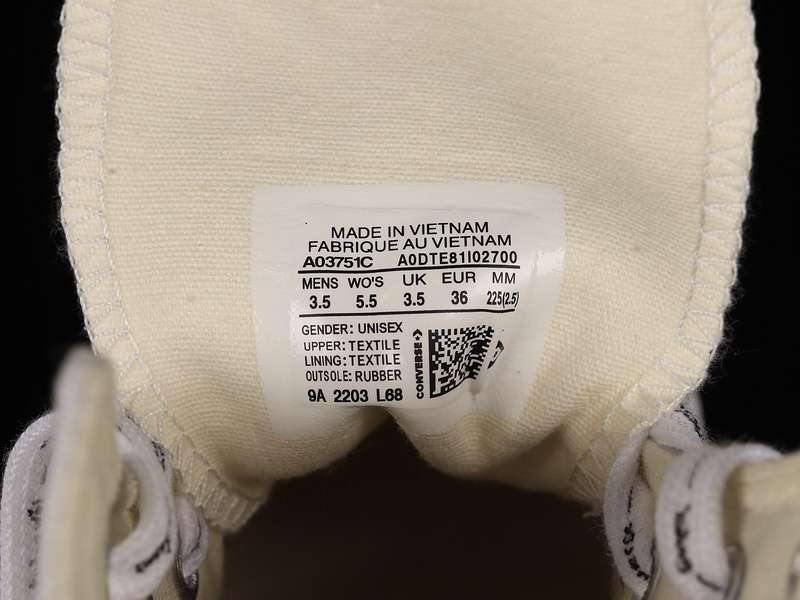 MADE IN VIETNAM
FABRIQUE AU VIETNAM
A03751C A0DTE81I02700
MENS WO'S UK EUR MM
3.5 5.5 3.5 36 225(2.5)
GENDER: UNISEX
UPPER: TEXTILE
LINING: TEXTILE
OUTSOLE: RUBBER
9A 2203 L68
CONVERSE